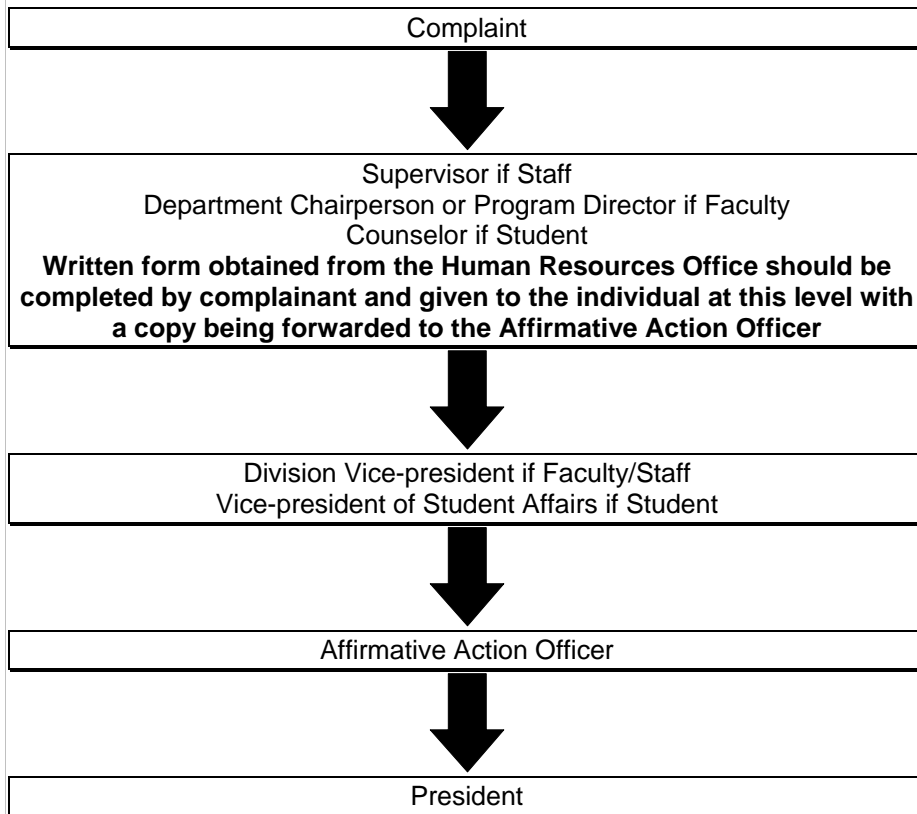 Complaint
Supervisor if Staff
Department Chairperson or Program Director if Faculty
Counselor if Student
Written form obtained from the Human Resources Office should be
completed by complainant and given to the individual at this level with
a copy being forwarded to the Affirmative Action Officer
Division Vice-president if Faculty/Staff
Vice-president of Student Affairs if Student
Affirmative Action Officer
President